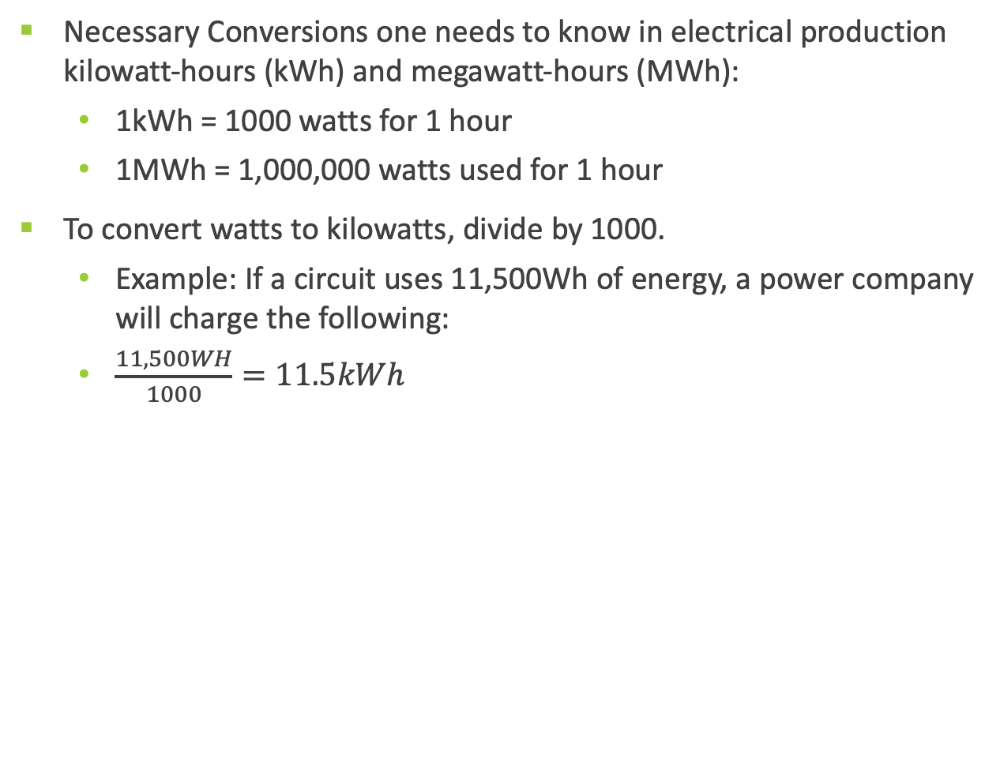 Necessary Conversions one needs to know in electrical production
kilowatt-hours (kWh) and megawatt-hours (MWh):
1kWh = 1000 watts for 1 hour
1MWh = 1,000,000 watts used for 1 hour
To convert watts to kilowatts, divide by 1000.
Example: If a circuit uses 11,500Wh of energy, a power company
will charge the following:
11,500WH
1000
= 11.5kWh